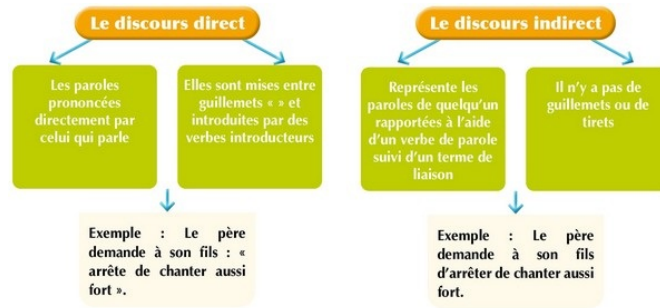 Le discours direct
Les paroles
prononcées
directement par
celui qui parle
Elles sont mises entre
guillemets « » et
introduites par des
verbes introducteurs
Exemple : Le père
demande à son fils : «
arrête de chanter aussi
fort ».
Le discours indirect
Représente les
paroles de quelqu'un
rapportées à l'aide
d'un verbe de parole
suivi d'un terme de
liaison
Il n'y a pas de
guillemets ou de
tirets
Exemple : Le père
demande à son fils
d'arrêter de chanter aussi
fort.